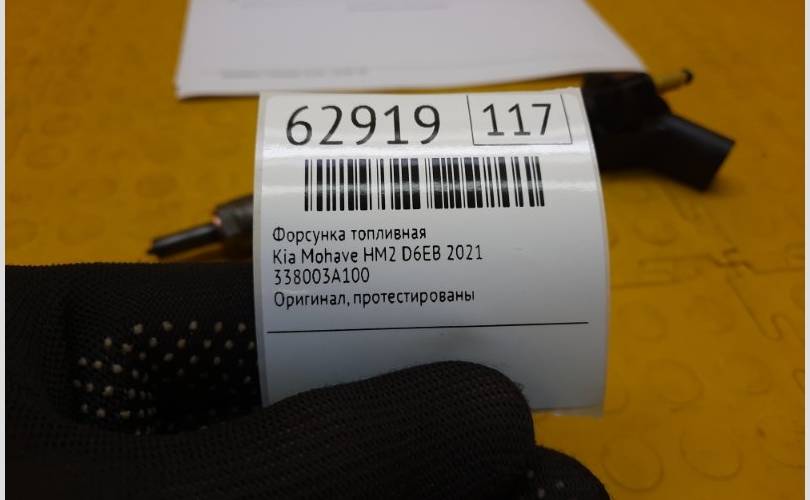 62919 117
Форсунка топливная
Kia Mohave HM2 D6EB 2021
338003A100
Оригинал, протестированы